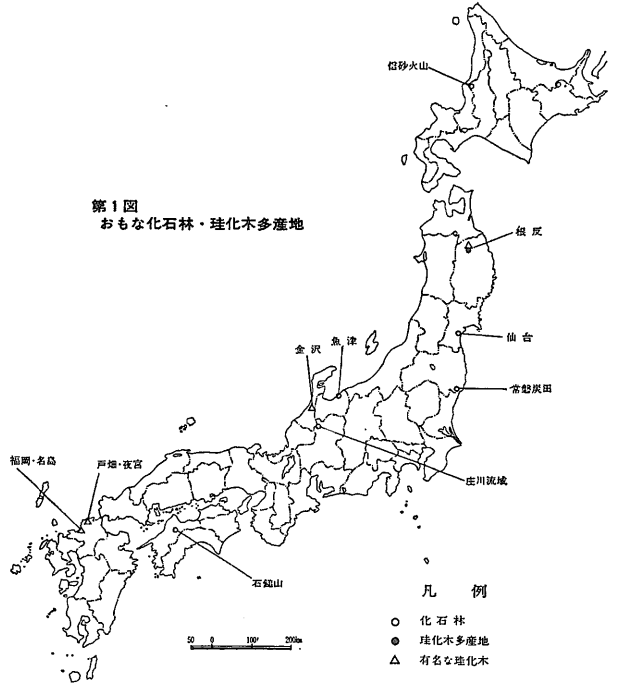 信砂火山
第1図
おもな化石林・珪化木多産地
根反
仙台
魚津
金沢
常磐炭田
福岡・名島
戸畑・夜宮
庄川流域
石鎚山
凡例
化石林
珪化木多産地
有名な珪化木
50 0 100 200km